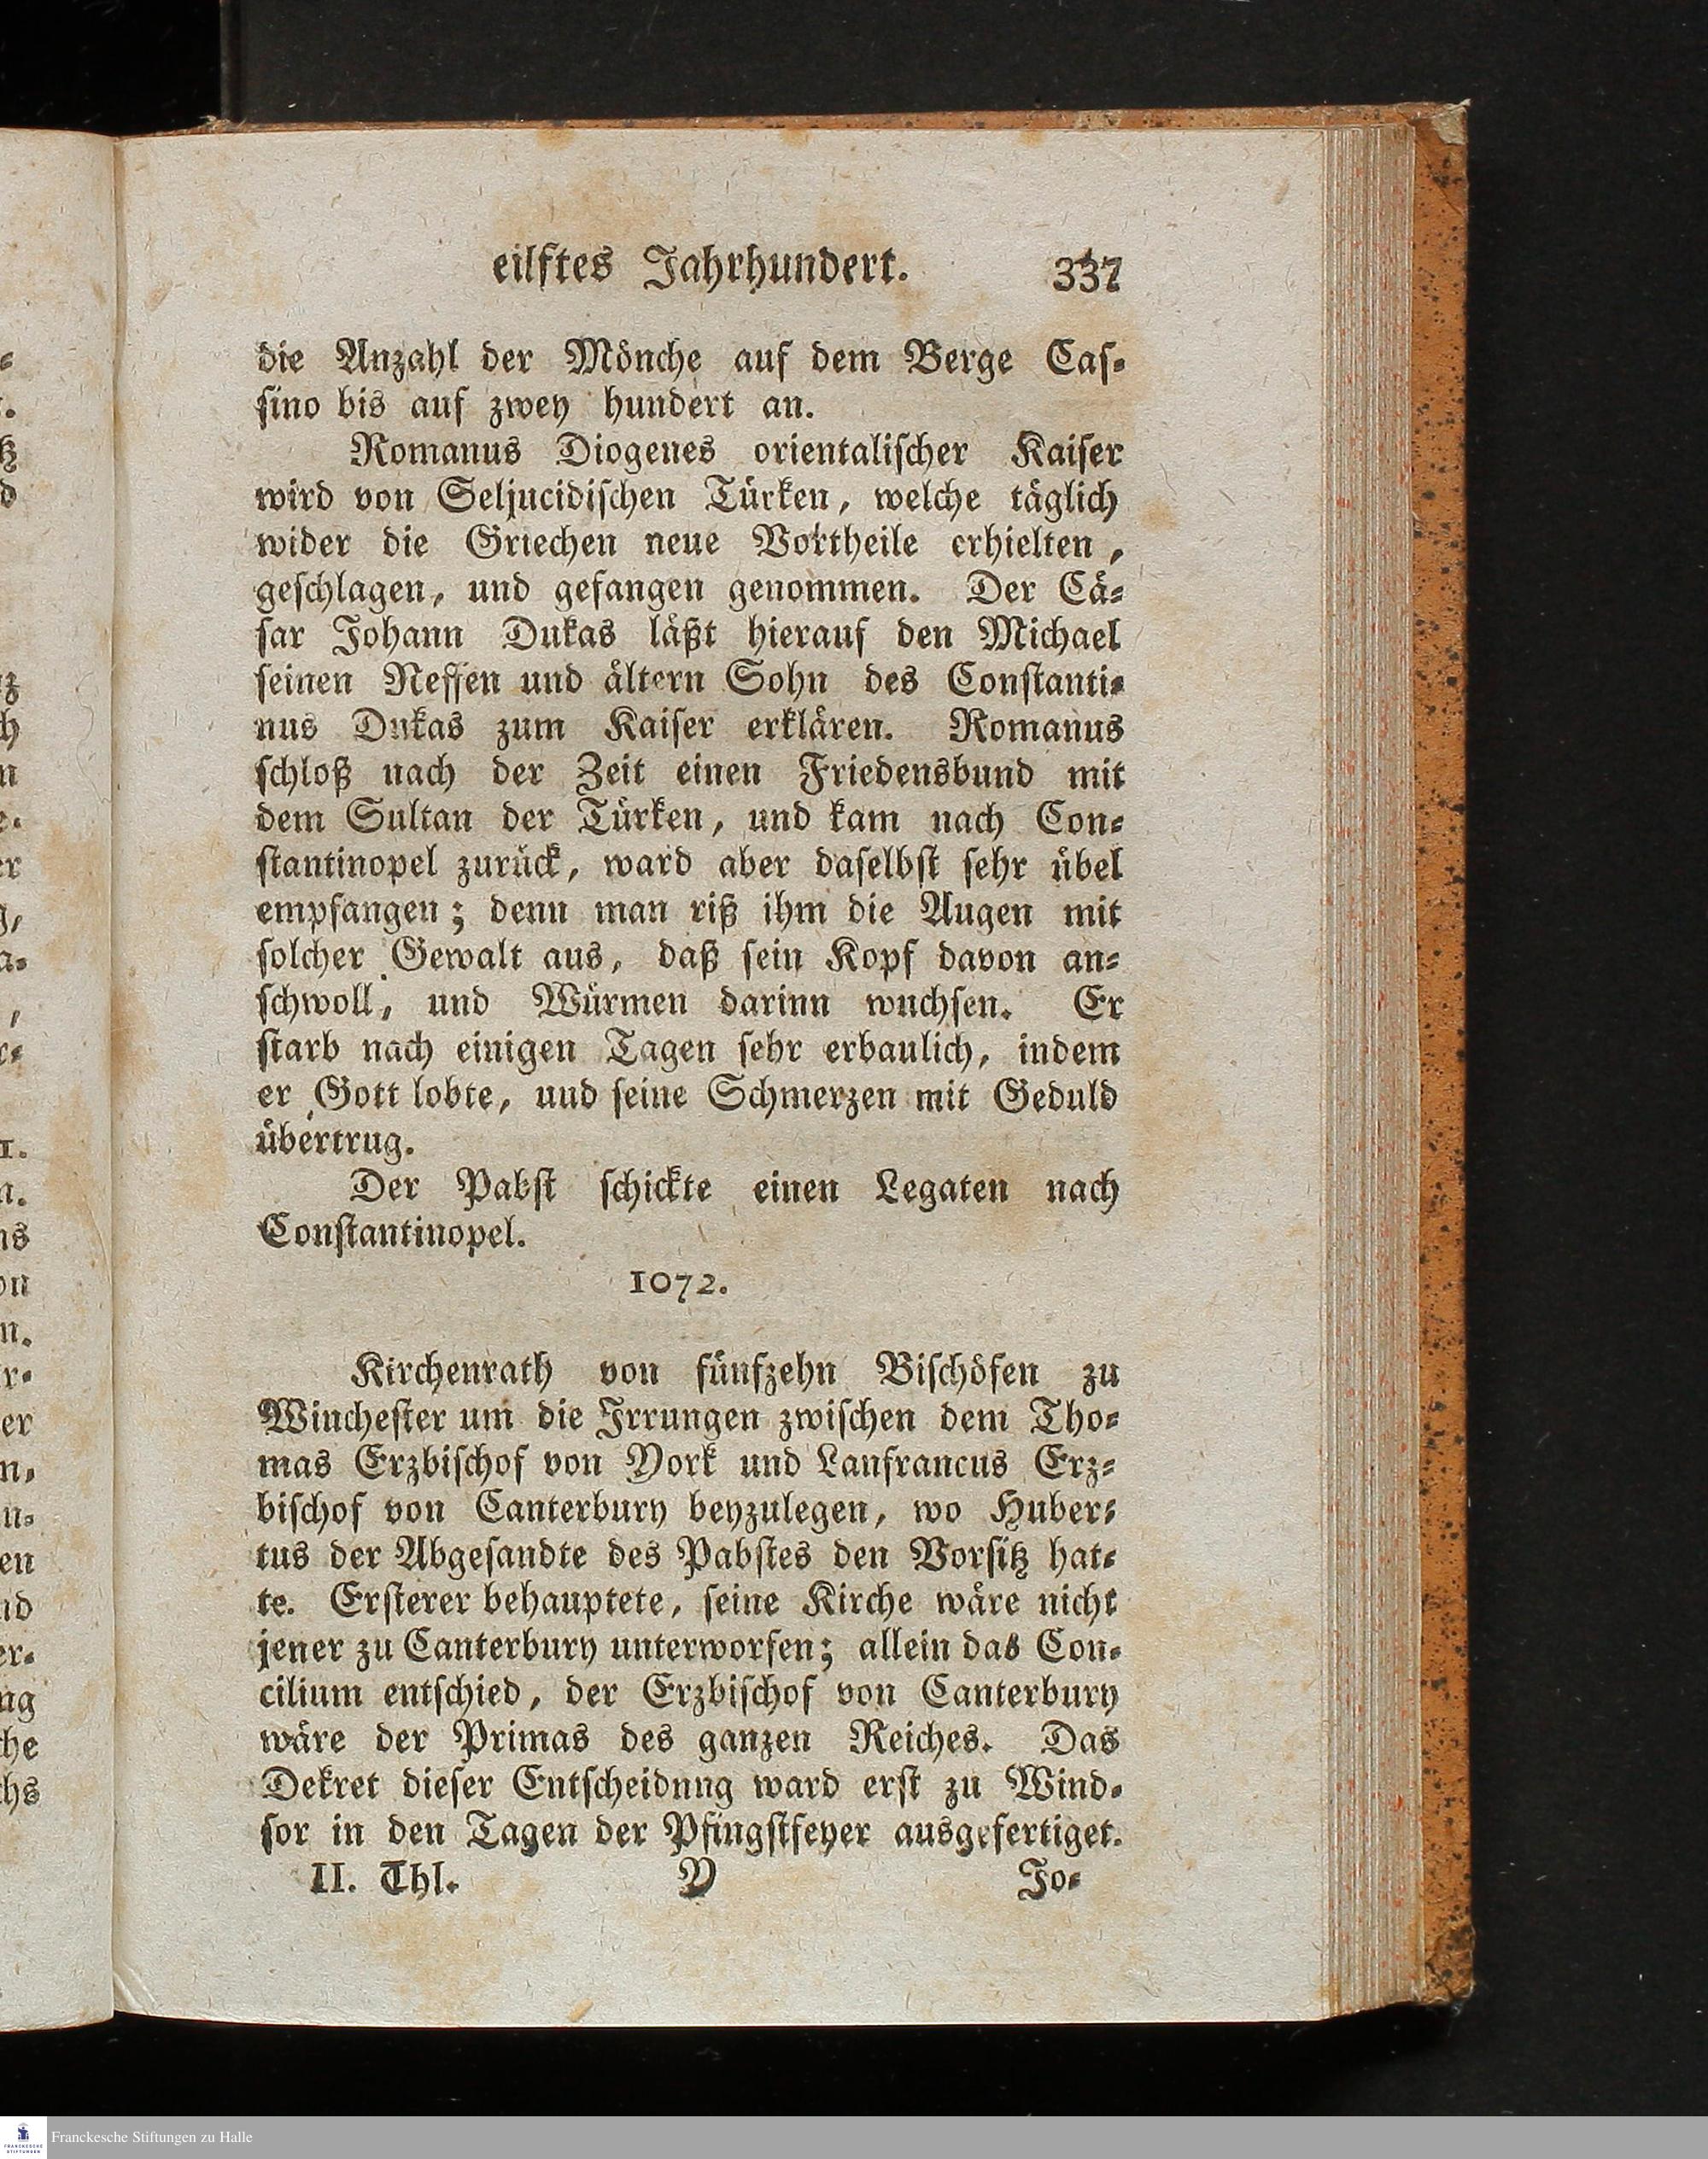 eilftes Jahrhundert. 337
die Anzahl der Mönche auf dem Berge Cas-
sino bis auf zwey hundert an.
Romanus Diogenes orientalischer Kaiser
wird von Seljucidischen Türken, welche täglich
wider die Griechen neue Vortheile erhielten,
geschlagen, und gefangen genommen. Der Cä-
sar Johann Dukas läßt hierauf den Michael
seinen Neffen und ältern Sohn des Constanti-
nus Dukas zum Kaiser erklären. Romanus
schloß nach der Zeit einen Friedensbund mit
dem Sultan der Türken, und kam nach Con-
stantinopel zurück, ward aber daselbst sehr übel
empfangen; denn man riß ihm die Augen mit
solcher Gewalt aus, daß sein Kopf davon an-
schwoll, und Würmen darinn wuchsen. Er
starb nach einigen Tagen sehr erbaulich, indem
er Gott lobte, und seine Schmerzen mit Geduld
übertrug.
Der Pabst schickte einen Legaten nach
Constantinopel.
1072.
Kirchenrath von fünfzehn Bischöfen zu
Winchester um die Irrungen zwischen dem Tho-
mas Erzbischof von York und Lanfrancus Erz-
bischof von Canterbury beyzulegen, wo Huber-
tus der Abgesandte des Pabstes den Vorsitz hat-
te. Ersterer behauptete, seine Kirche wäre nicht
jener zu Canterbury unterworfen; allein das Con-
cilium entschied, der Erzbischof von Canterbury
wäre der Primas des ganzen Reiches. Das
Dekret dieser Entscheidung ward erst zu Wind-
sor in den Tagen der Pfingstfeyer ausgefertiget.
II. Thl. Y Jo-
Franckesche Stiftungen zu Halle